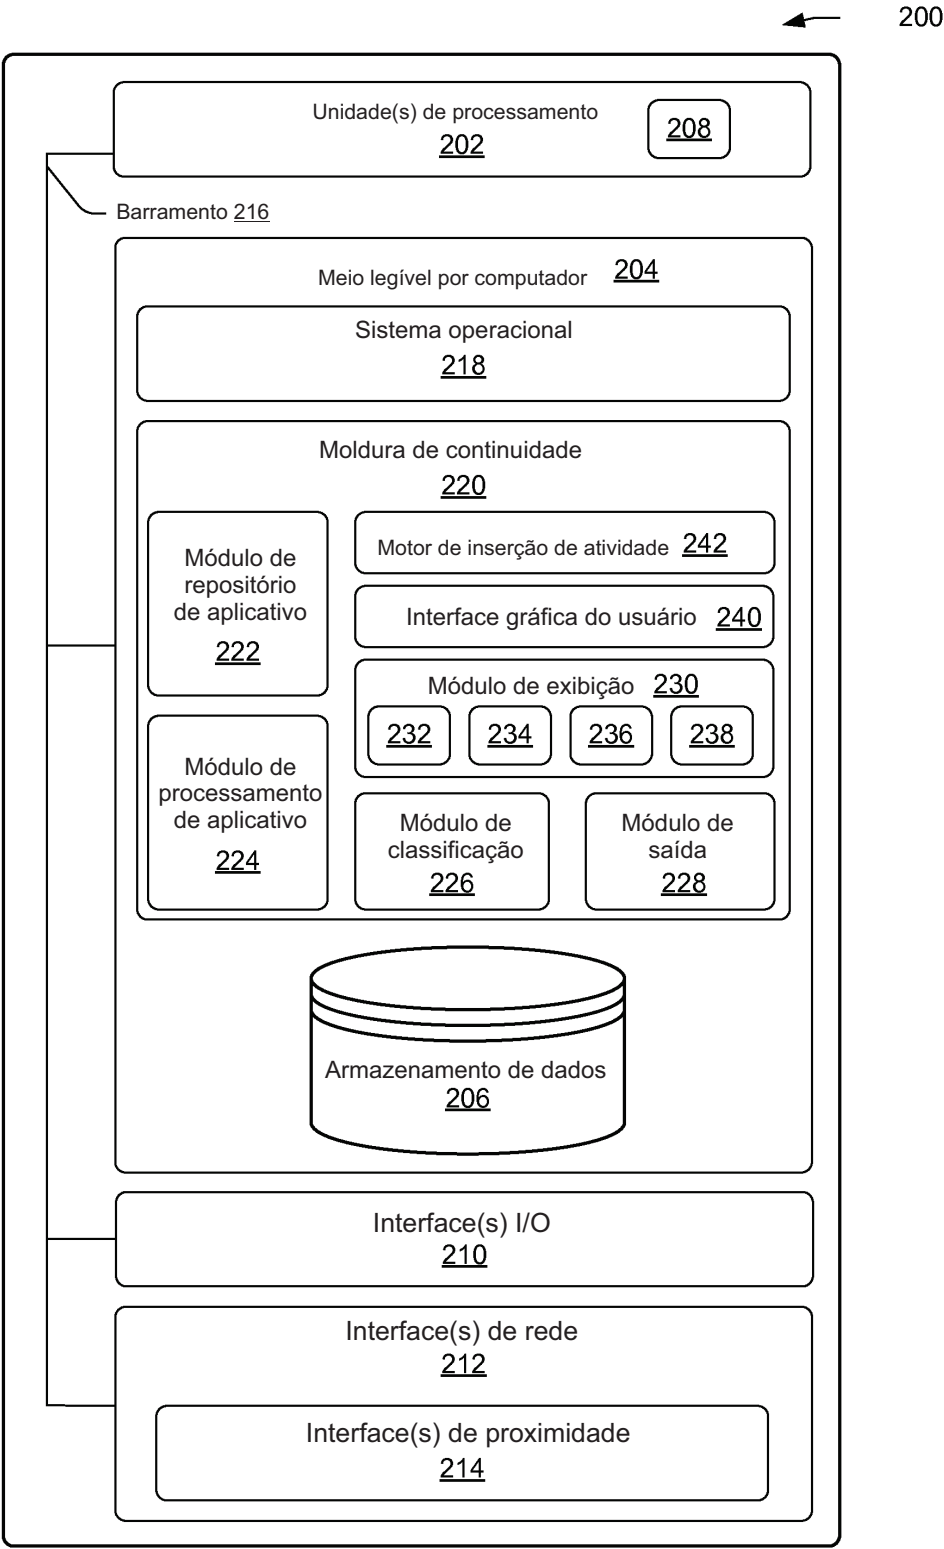 200
Unidade(s) de processamento
202
208
Barramento 216
Meio legível por computador 204
Sistema operacional
218
Moldura de continuidade
220
Módulo de
repositório
de aplicativo
222
Motor de inserção de atividade 242
Interface gráfica do usuário 240
Módulo de exibição 230
232 234 236 238
Módulo de
processamento
de aplicativo
224
Módulo de
classificação
226
Módulo de
saída
228
Armazenamento de dados
206
Interface(s) I/O
210
Interface(s) de rede
212
Interface(s) de proximidade
214